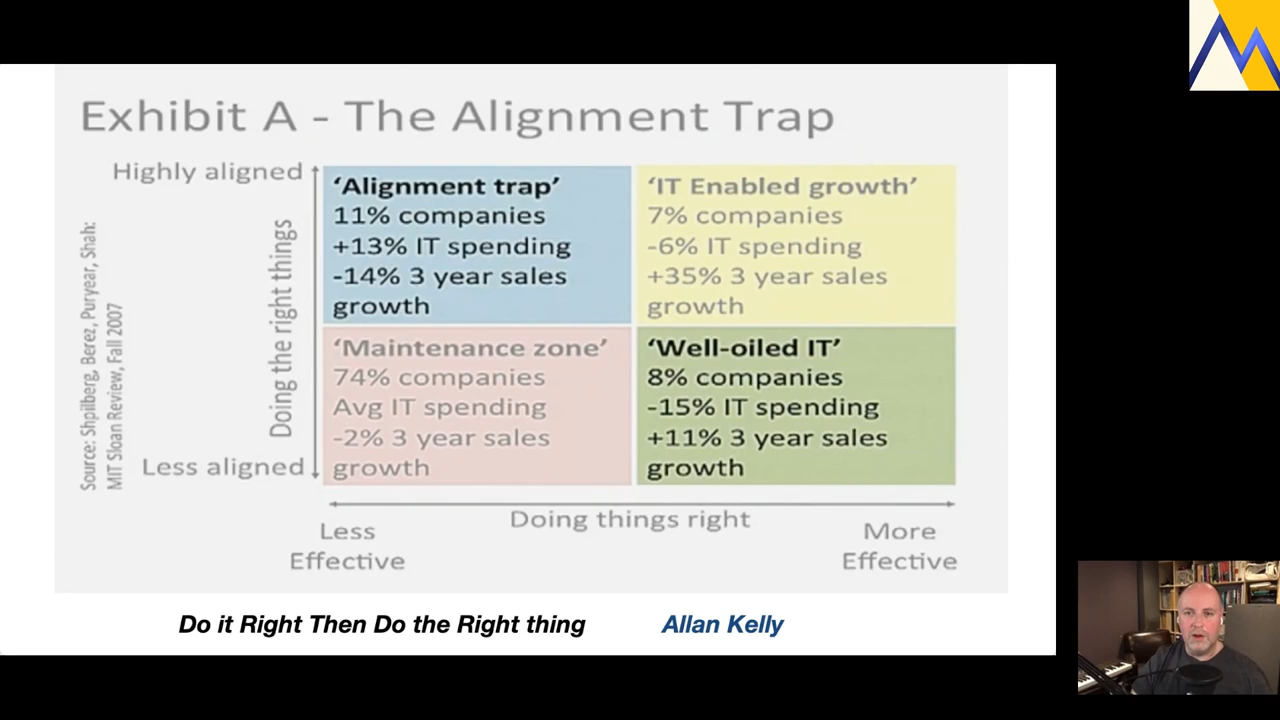 Exhibit A - The Alignment Trap
Highly aligned
Doing the right things
Less aligned
Source: Shpilberg, Berez, Puryear, Shah:
MIT Sloan Review, Fall 2007
‘Alignment trap’
11% companies
+13% IT spending
-14% 3 year sales
growth
‘IT Enabled growth’
7% companies
-6% IT spending
+35% 3 year sales
growth
‘Maintenance zone’
74% companies
Avg IT spending
-2% 3 year sales
growth
‘Well-oiled IT’
8% companies
-15% IT spending
+11% 3 year sales
growth
Less
Effective
Doing things right
More
Effective
Do it Right Then Do the Right thing
Allan Kelly